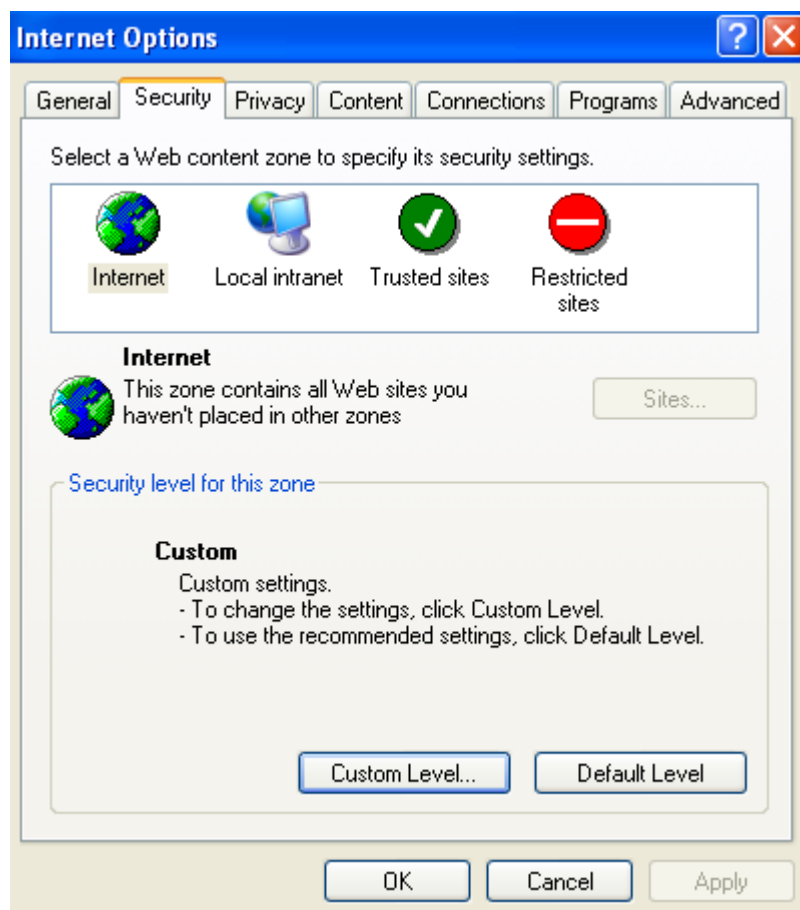 Internet Options
General Security Privacy Content Connections Programs Advanced
Select a Web content zone to specify its security settings.
Internet Local intranet Trusted sites Restricted sites
Internet
This zone contains all Web sites you
haven't placed in other zones
Sites...
Security level for this zone
Custom
Custom settings.
- To change the settings, click Custom Level.
- To use the recommended settings, click Default Level.
Custom Level... Default Level
OK Cancel Apply